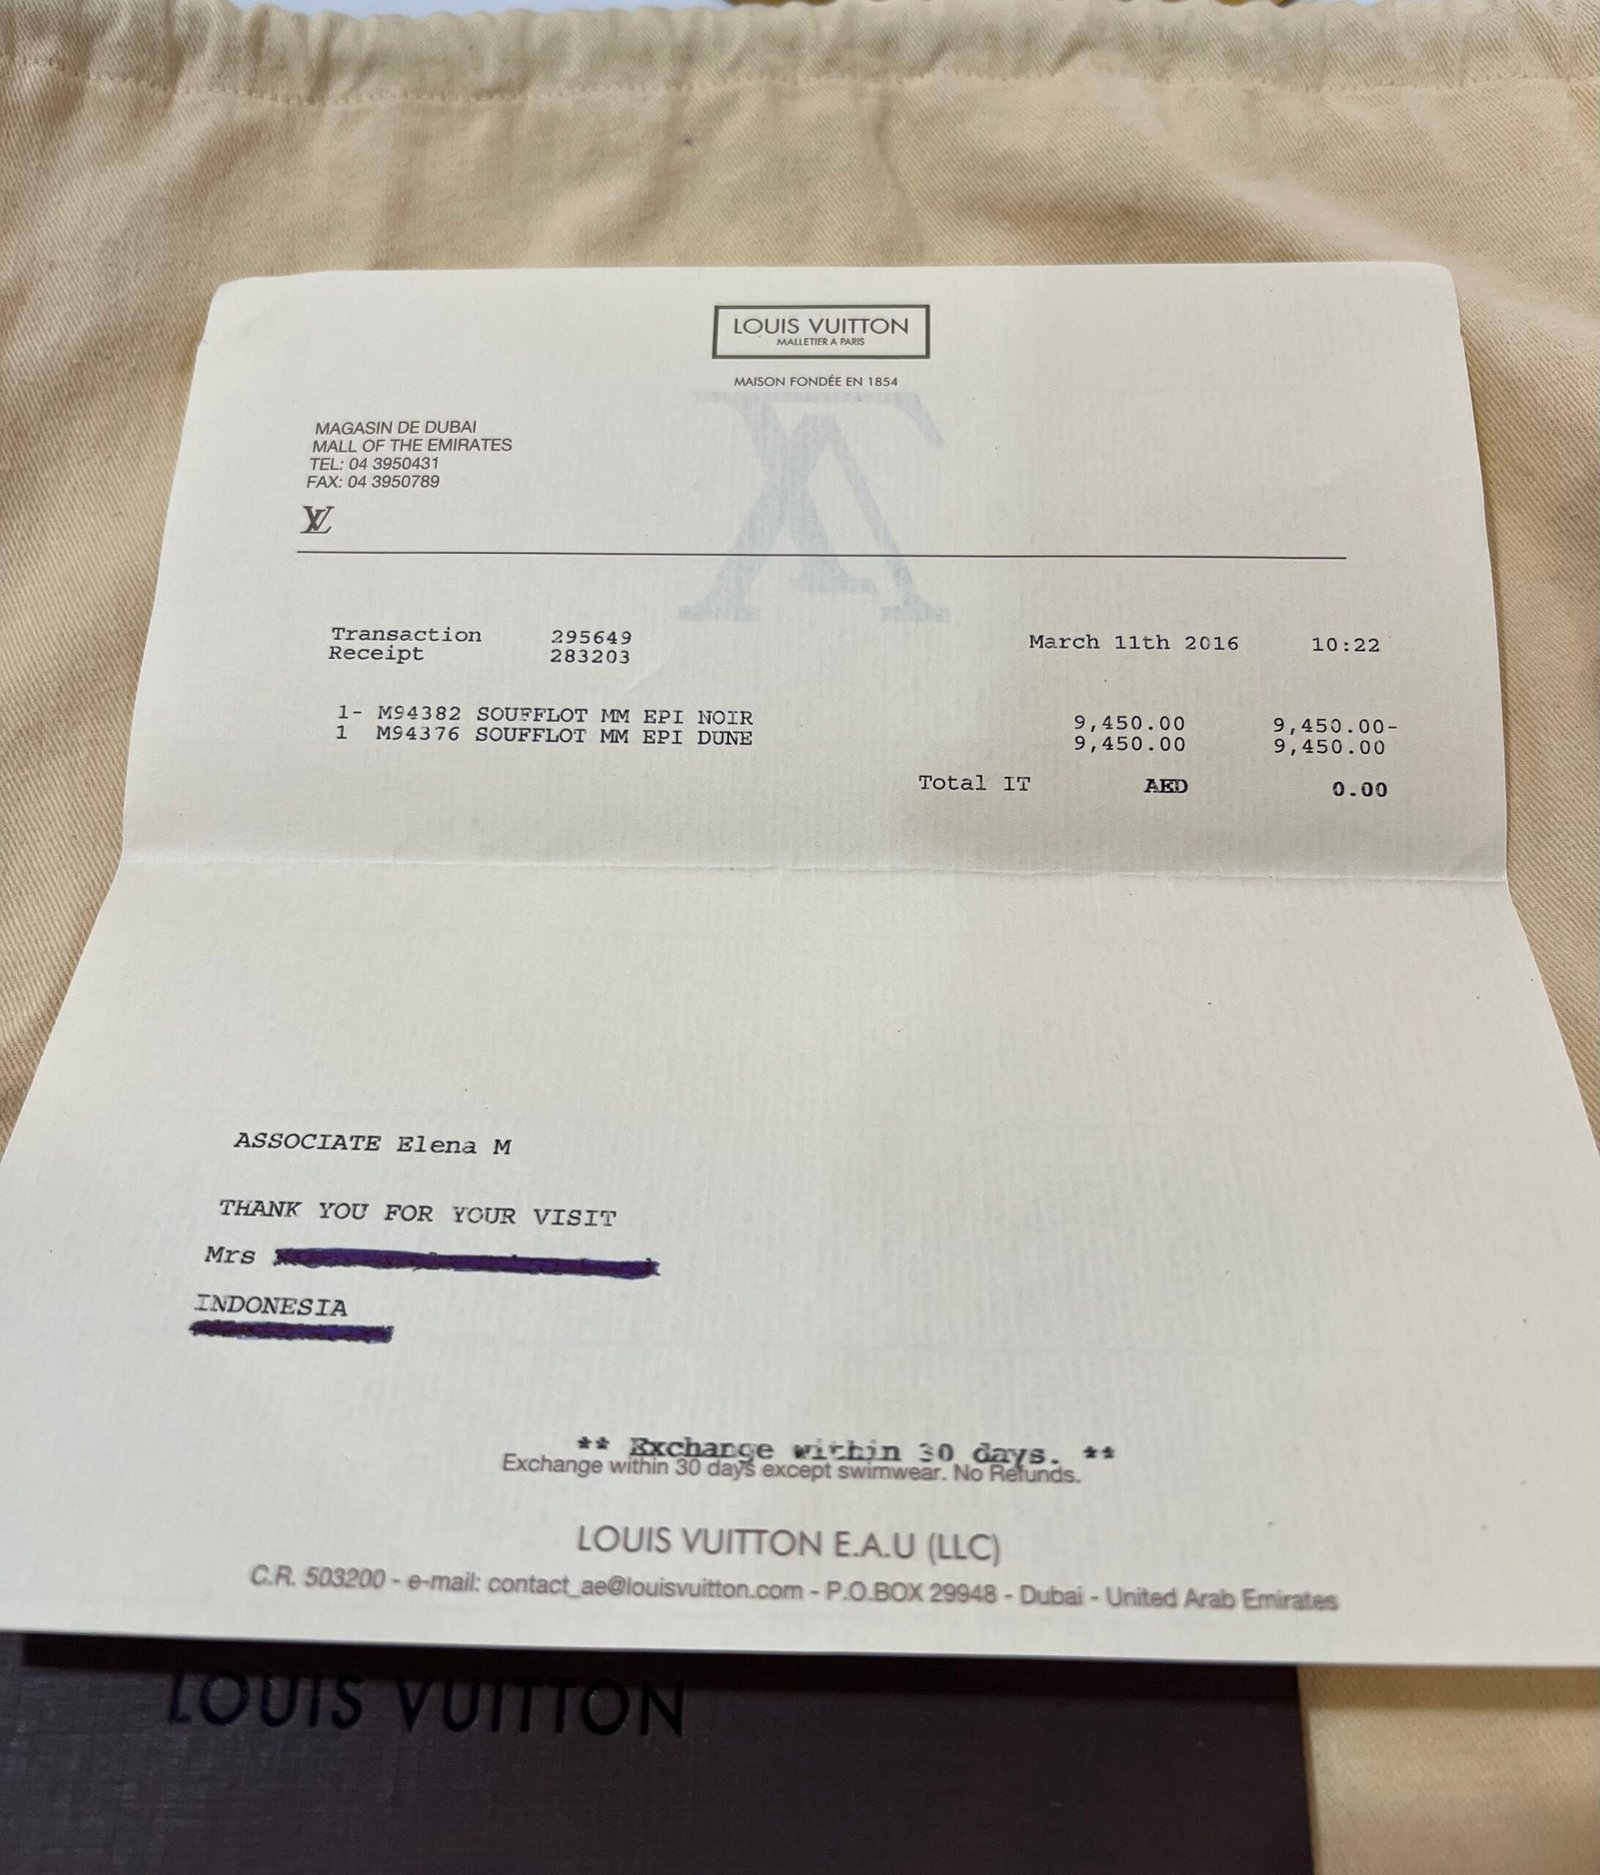 LOUIS VUITTON
MALLETIER A PARIS
MAISON FONDÉE EN 1854
MAGASIN DE DUBAI
MALL OF THE EMIRATES
TEL: 04 3950431
FAX: 04 3950789
LV
Transaction 295649 March 11th 2016 10:22
Receipt 283203
1- M94382 SOUFFLOT MM EPI NOIR 9,450.00 9,450.00-
1 M94376 SOUFFLOT MM EPI DUNE 9,450.00 9,450.00
Total IT AED 0.00
ASSOCIATE Elena M
THANK YOU FOR YOUR VISIT
Mrs
INDONESIA
** Exchange within 30 days. **
Exchange within 30 days except swimwear. No Refunds.
LOUIS VUITTON E.A.U (LLC)
C.R. 503200 - e-mail: contact_ae@louisvuitton.com - P.O.BOX 29948 - Dubai - United Arab Emirates
LOUIS VUITTON